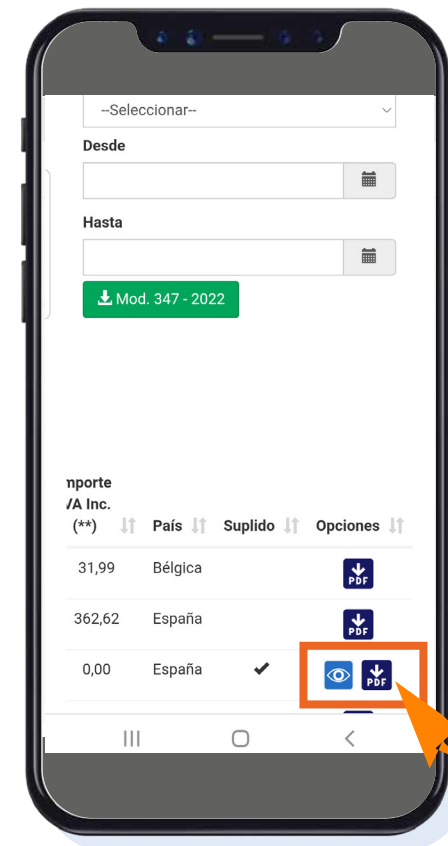 --Seleccionar--
Desde
Hasta
Mod. 347 - 2022
mporte
VA Inc.
(**) País Suplido Opciones
31,99 Bélgica PDF
362,62 España PDF
0,00 España PDF